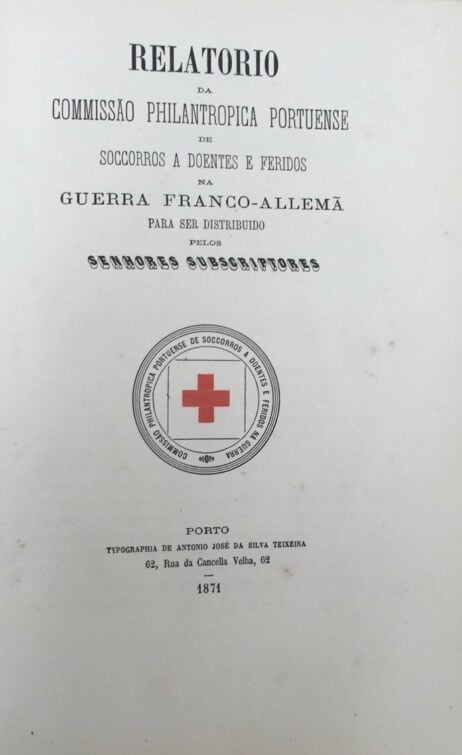 RELATORIO
DA
COMMISSÃO PHILANTROPICA PORTUENSE
DE
SOCCORROS A DOENTES E FERIDOS
NA
GUERRA FRANCO-ALLEMÃ
PARA SER DISTRIBUIDO
PELOS
SENHORES SUBSCRIPTORES
COMMISSÃO PHILANTROPICA PORTUENSE DE SOCCORROS A DOENTES E FERIDOS NA GUERRA
PORTO
TYPOGRAPHIA DE ANTONIO JOSÉ DA SILVA TEIXEIRA
62, Rua da Cancella Velha, 62
1871